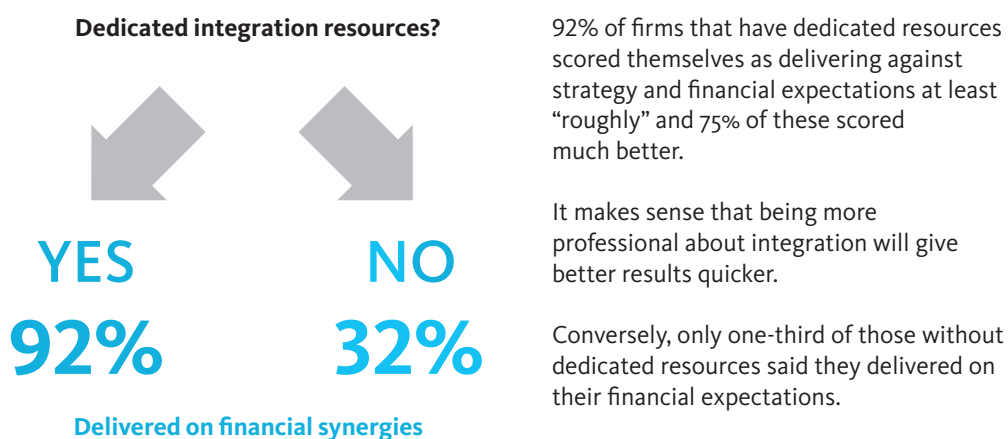 Dedicated integration resources?
YES
NO
92%
32%
Delivered on financial synergies
92% of firms that have dedicated resources
scored themselves as delivering against
strategy and financial expectations at least
“roughly” and 75% of these scored
much better.
It makes sense that being more
professional about integration will give
better results quicker.
Conversely, only one-third of those without
dedicated resources said they delivered on
their financial expectations.